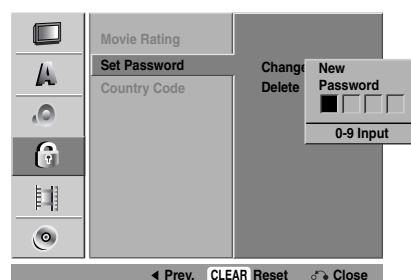 Movie Rating
Set Password
Country Code
Change
Delete
New
Password
0-9 Input
Prev. CLEAR Reset Close